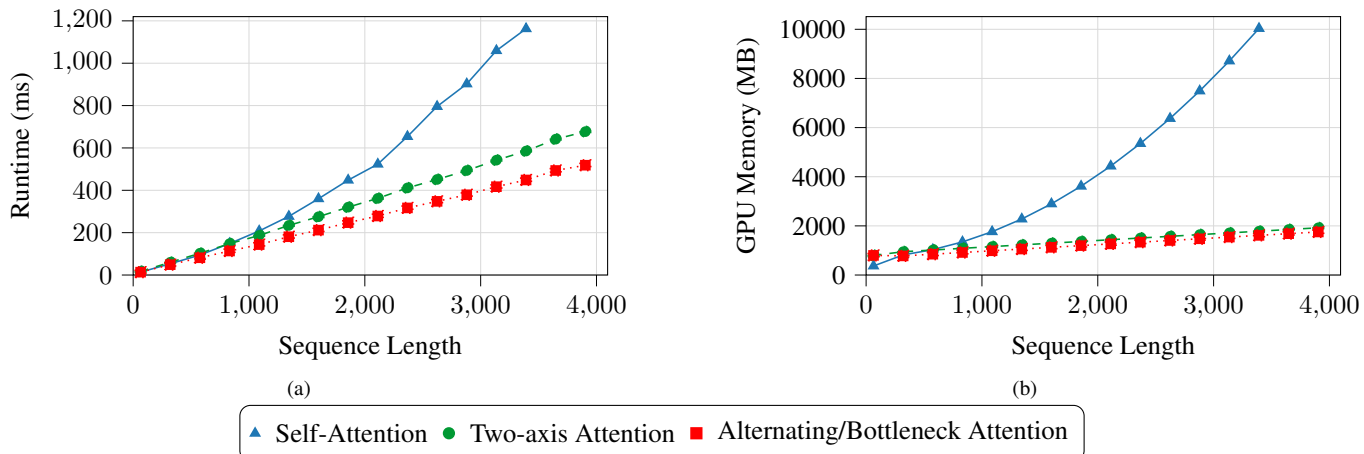 1,200
1,000
800
600
400
200
0
Runtime (ms)
0 1,000 2,000 3,000 4,000
Sequence Length
(a)
10000
8000
6000
4000
2000
0
GPU Memory (MB)
0 1,000 2,000 3,000 4,000
Sequence Length
(b)
Self-Attention Two-axis Attention Alternating/Bottleneck Attention